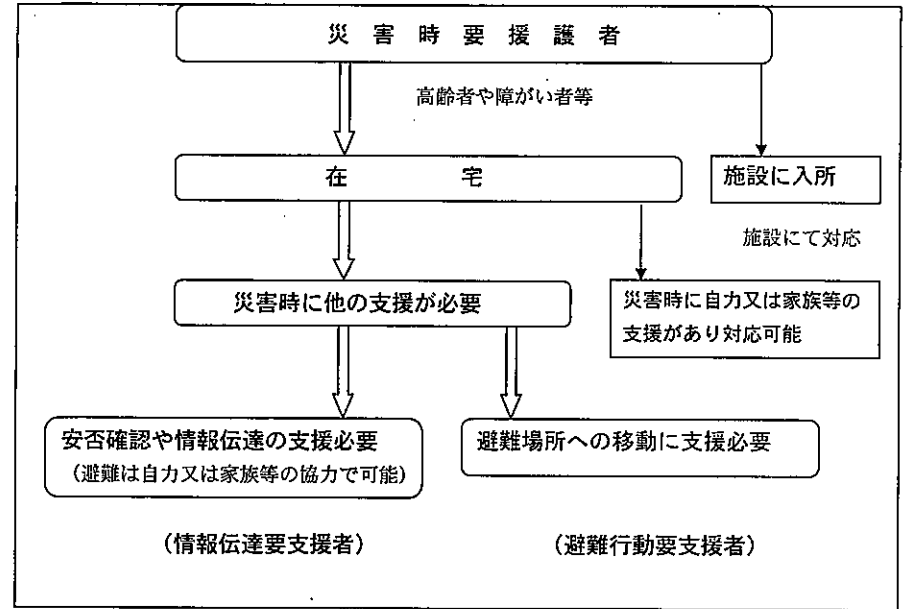 災害時要援護者
高齢者や障がい者等
在宅
施設に入所
施設にて対応
災害時に他の支援が必要
災害時に自力又は家族等の
支援があり対応可能
安否確認や情報伝達の支援必要
（避難は自力又は家族等の協力で可能）
避難場所への移動に支援必要
（情報伝達要支援者）
（避難行動要支援者）